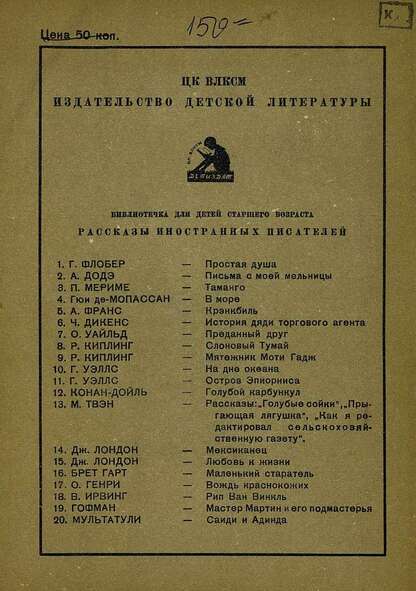 Цена 50 коп.
150=
К.
ЦК ВЛКСМ
ИЗДАТЕЛЬСТВО ДЕТСКОЙ ЛИТЕРАТУРЫ
ДЕТИЗДАТ
БИБЛИОТЕЧКА ДЛЯ ДЕТЕЙ СТАРШЕГО ВОЗРАСТА
РАССКАЗЫ ИНОСТРАННЫХ ПИСАТЕЛЕЙ
1. Г. ФЛОБЕР — Простая душа
2. А. ДОДЭ — Письма с моей мельницы
3. П. МЕРИМЕ — Таманго
4. Гюи де-МОПАССАН — В море
5. А. ФРАНС — Крэнкбиль
6. Ч. ДИКЕНС — История дяди торгового агента
7. О. УАЙЛЬД — Преданный друг
8. Р. КИПЛИНГ — Слоновый Тумай
9. Р. КИПЛИНГ — Мятежник Моти Гадж
10. Г. УЭЛЛС — На дне океана
11. Г. УЭЛЛС — Остров Эпиорниса
12. КОНАН-ДОЙЛЬ — Голубой карбункул
13. М. ТВЭН — Рассказы: „Голубые сойки", „Пры-
гающая лягушка", „Как я ре-
дактировал сельскохозяй-
ственную газету".
14. Дж. ЛОНДОН — Мексиканец
15. Дж. ЛОНДОН — Любовь к жизни
16. БРЕТ ГАРТ — Маленький старатель
17. О. ГЕНРИ — Вождь краснокожих
18. В. ИРВИНГ — Рип Ван Винкль
19. ГОФМАН — Мастер Мартин и его подмастерья
20. МУЛЬТАТУЛИ — Саиди и Адинда